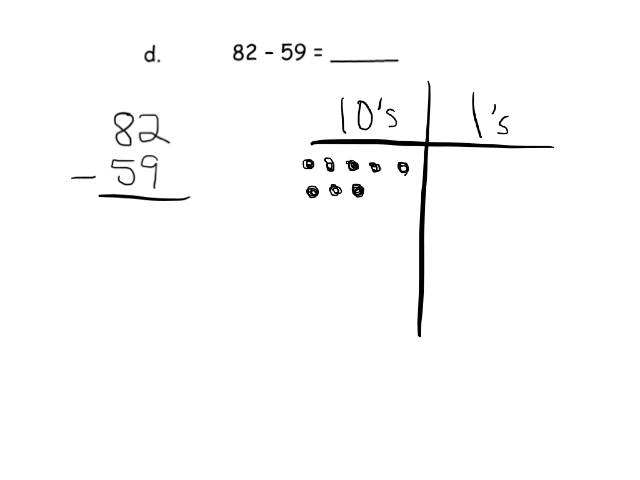 d. 82 - 59 = ______
10's 1's
82
- 59